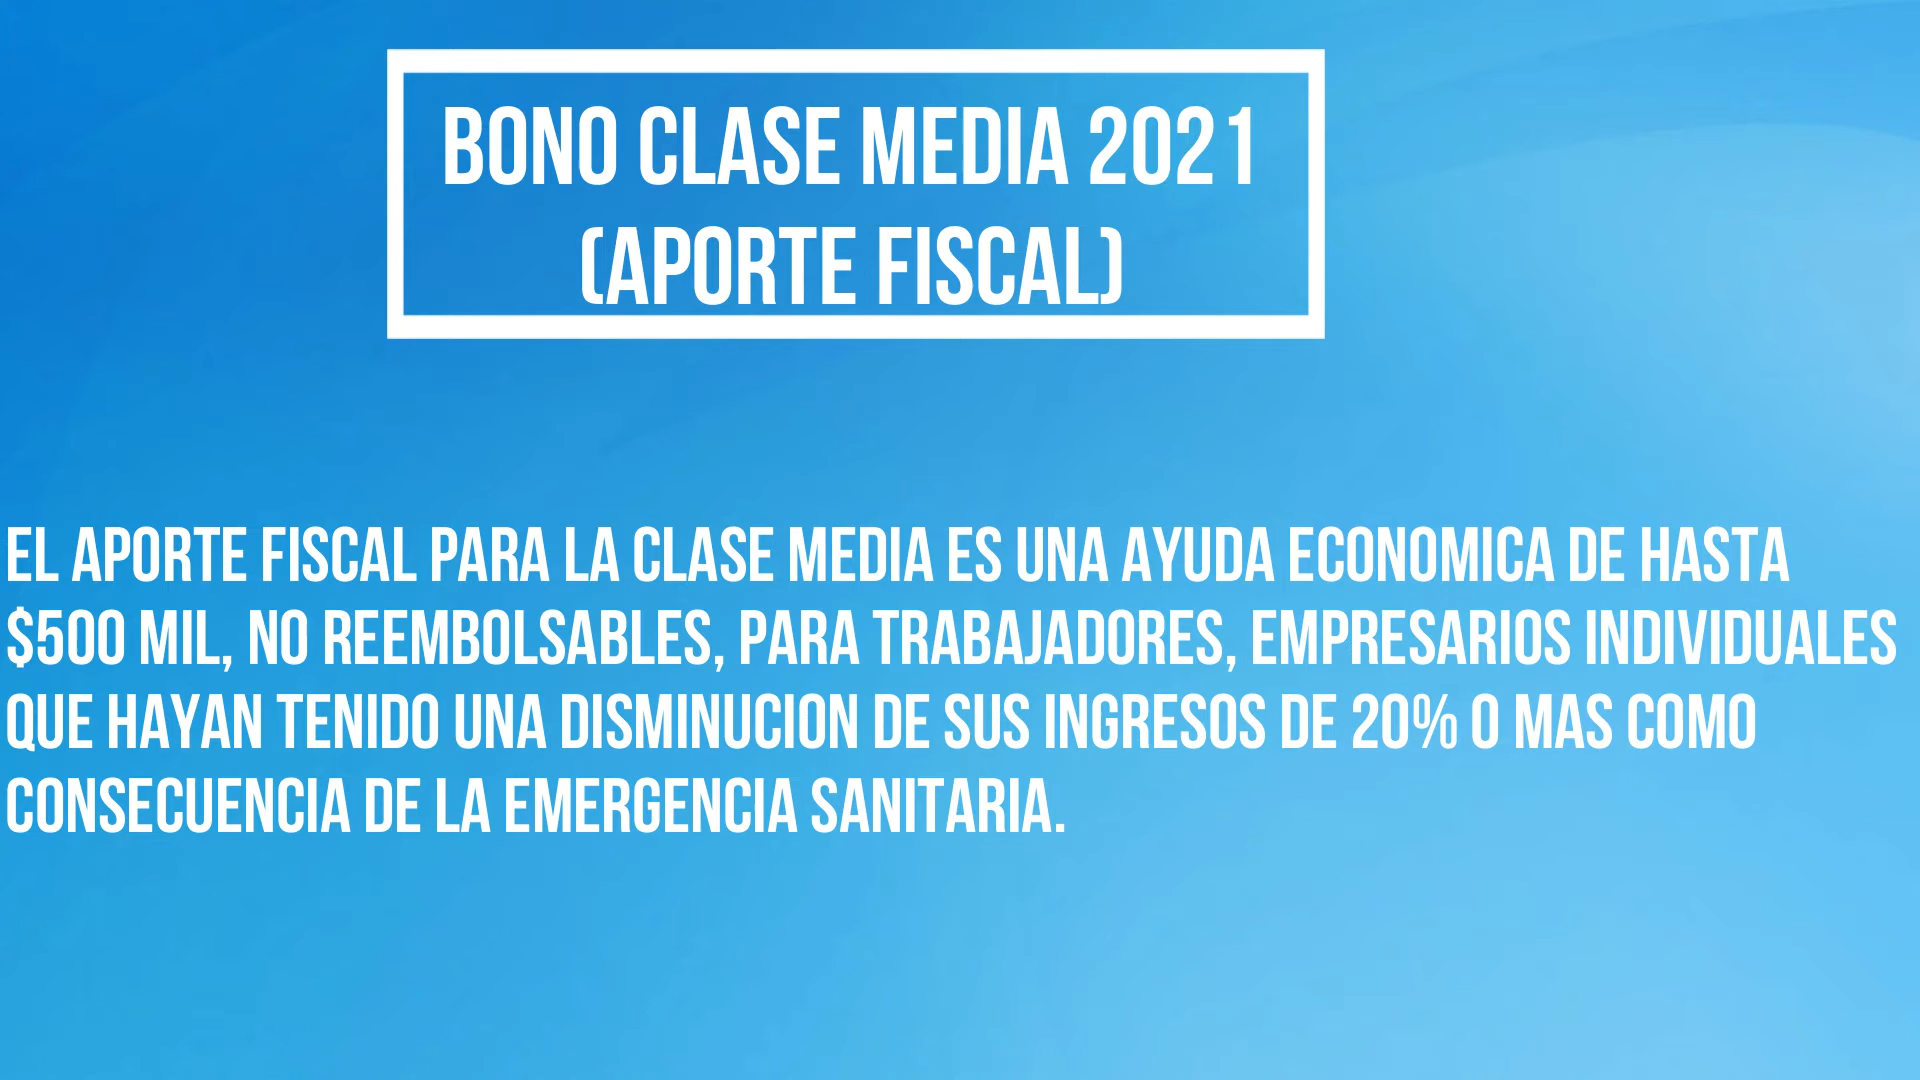 BONO CLASE MEDIA 2021
(APORTE FISCAL)
EL APORTE FISCAL PARA LA CLASE MEDIA ES UNA AYUDA ECONOMICA DE HASTA
$500 MIL, NO REEMBOLSABLES, PARA TRABAJADORES, EMPRESARIOS INDIVIDUALES
QUE HAYAN TENIDO UNA DISMINUCION DE SUS INGRESOS DE 20% O MAS COMO
CONSECUENCIA DE LA EMERGENCIA SANITARIA.